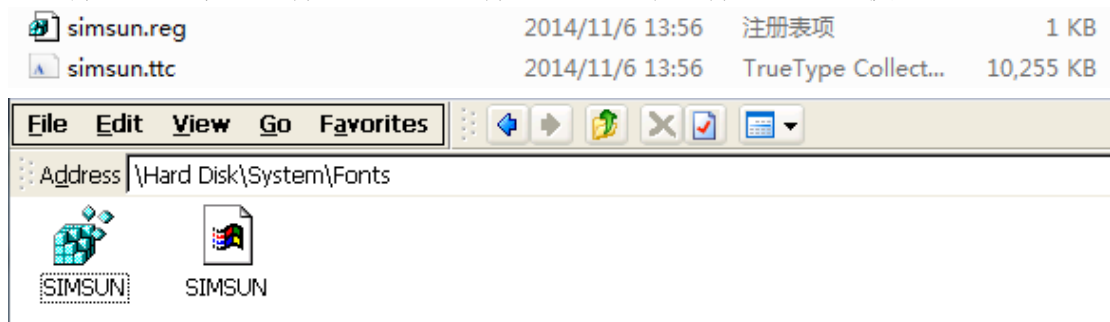 simsun.reg 2014/11/6 13:56 注册表项 1 KB
simsun.ttc 2014/11/6 13:56 TrueType Collect... 10,255 KB
File Edit View Go Favorites
Address \Hard Disk\System\Fonts
SIMSUN SIMSUN